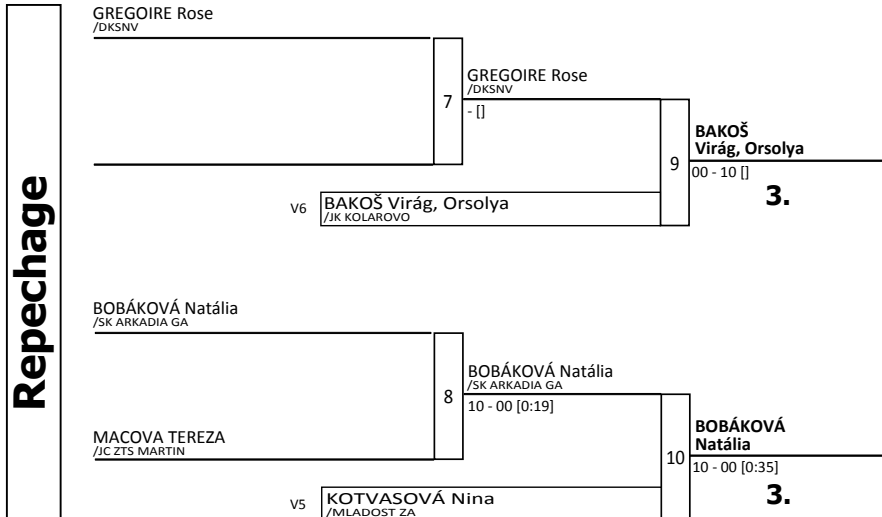 Repechage
GREGOIRE Rose
/DKSNV
7
GREGOIRE Rose
/DKSNV
- []
V6
BAKOŠ Virág, Orsolya
/JK KOLAROVO
9
BAKOŠ
Virág, Orsolya
00 - 10 []
3.
BOBÁKOVÁ Natália
/SK ARKADIA GA
8
BOBÁKOVÁ Natália
/SK ARKADIA GA
10 - 00 [0:19]
MACOVA TEREZA
/JC ZTS MARTIN
V5
KOTVASOVÁ Nina
/MLADOST ZA
10
BOBÁKOVÁ
Natália
10 - 00 [0:35]
3.